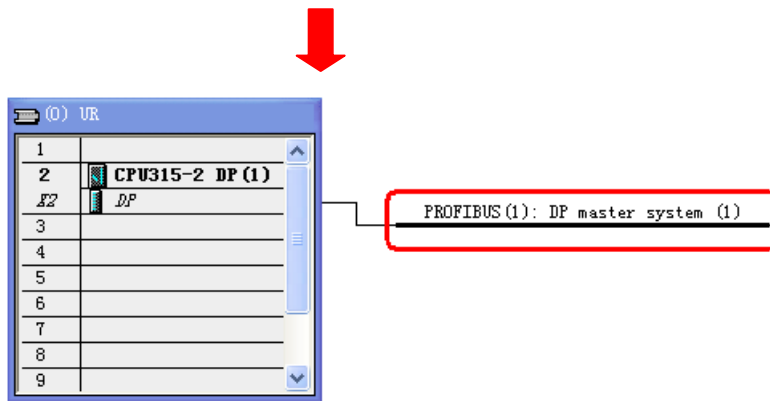 (0) UR
1
2 CPU315-2 DP(1)
X2 DP
3
4
5
6
7
8
9
PROFIBUS(1): DP master system (1)